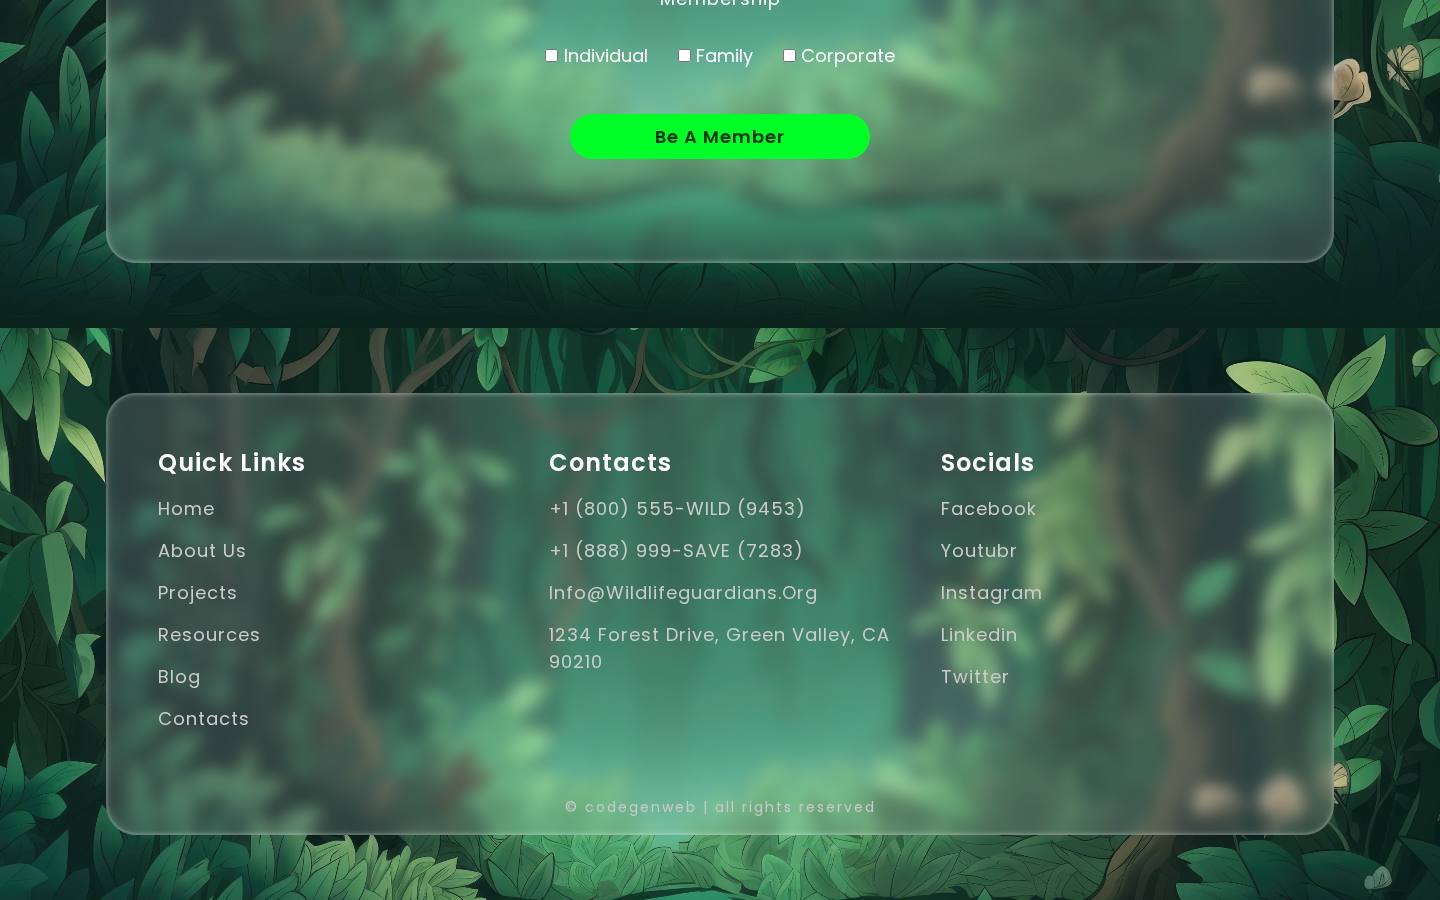 Membership
Individual Family Corporate
Be A Member
Quick Links
Home
About Us
Projects
Resources
Blog
Contacts
Contacts
+1 (800) 555-WILD (9453)
+1 (888) 999-SAVE (7283)
Info@Wildlifeguardians.Org
1234 Forest Drive, Green Valley, CA
90210
Socials
Facebook
Youtubr
Instagram
Linkedin
Twitter
© codegenweb | all rights reserved